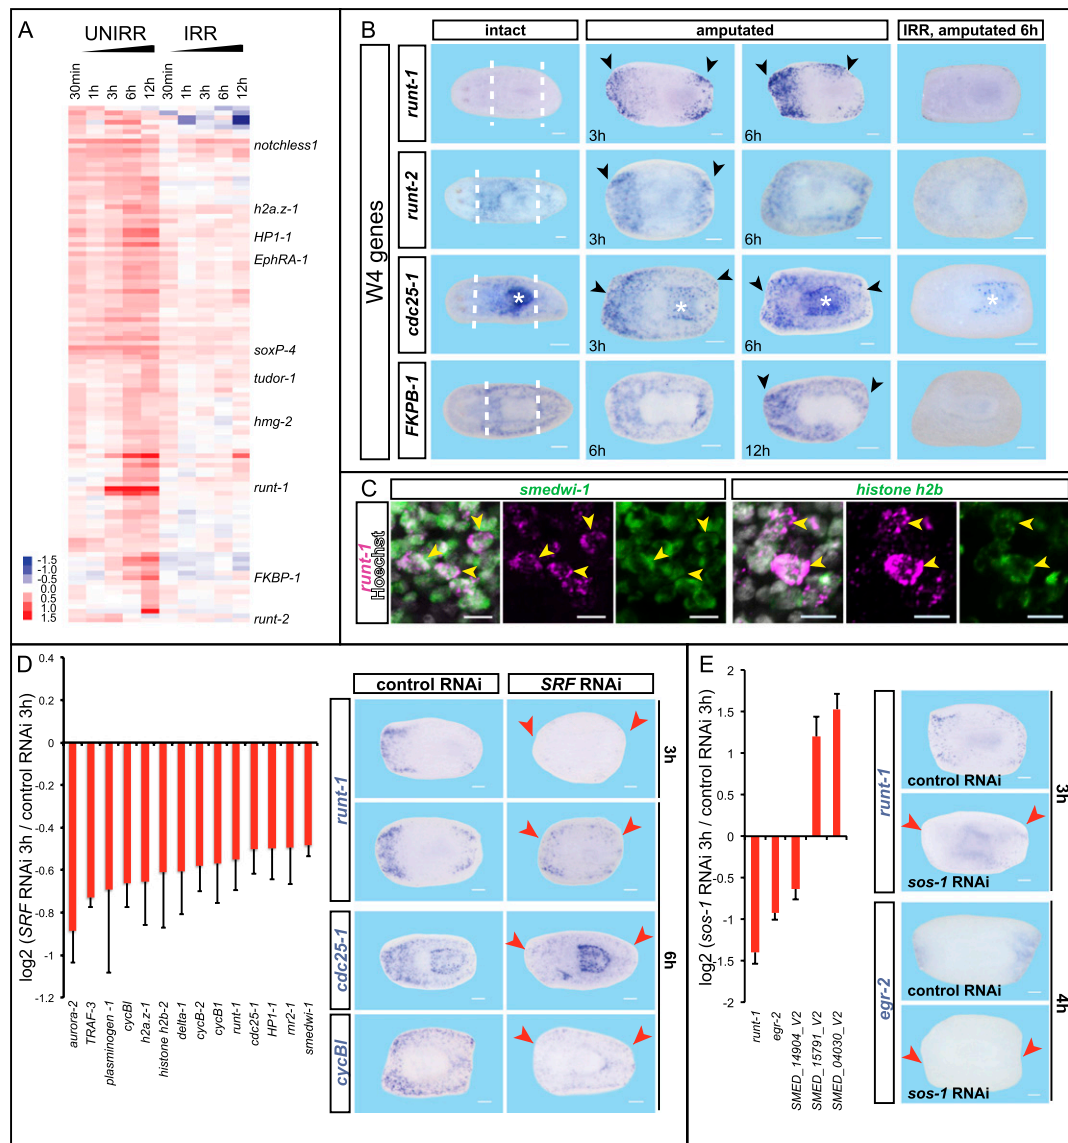 A
UNIRR
IRR
30min
1h
3h
6h
12h
30min
1h
3h
6h
12h
notchless1
h2a.z-1
HP1-1
EphRA-1
soxP-4
tudor-1
hmg-2
runt-1
FKBP-1
runt-2
-1.5
-1.0
-0.5
0.5
1.0
1.5
B
intact
amputated
IRR, amputated 6h
W4 genes
runt-1
3h
6h
runt-2
3h
6h
cdc25-1
*
3h
*
6h
*
*
FKPB-1
6h
12h
C
smedwi-1
histone h2b
runt-1
Hoechst
D
log2 (SRF RNAi 3h / control RNAi 3h)
0.4
0.2
0
-0.2
-0.4
-0.6
-0.8
-1
-1.2
aurora-2
TRAF-3
plasminogen -1
cycBI
h2a.z-1
histone h2b-2
delta-1
cycB-2
cycB1
runt-1
cdc25-1
HP1-1
mr2-1
smedwi-1
control RNAi
SRF RNAi
runt-1
3h
cdc25-1
6h
cycBI
E
log2 (sos-1 RNAi 3h / control RNAi 3h)
2
1.5
1
0.5
0
-0.5
-1
-1.5
-2
runt-1
egr-2
SMED_14904_V2
SMED_15791_V2
SMED_04030_V2
runt-1
control RNAi
3h
sos-1 RNAi
egr-2
control RNAi
4h
sos-1 RNAi